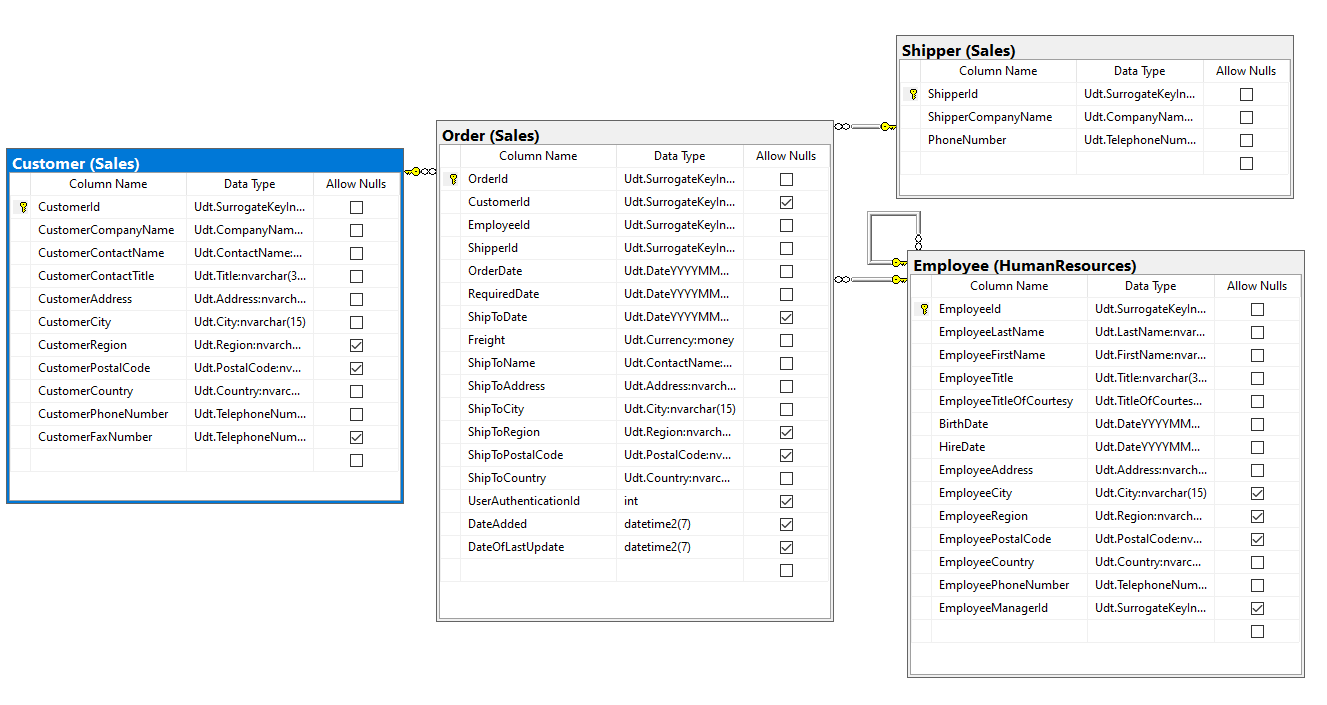 Customer (Sales)
Column Name Data Type Allow Nulls
CustomerId Udt.SurrogateKeyIn...
CustomerCompanyName Udt.CompanyNam...
CustomerContactName Udt.ContactName:...
CustomerContactTitle Udt.Title:nvarchar(3...
CustomerAddress Udt.Address:nvarch...
CustomerCity Udt.City:nvarchar(15)
CustomerRegion Udt.Region:nvarch...
CustomerPostalCode Udt.PostalCode:nv...
CustomerCountry Udt.Country:nvarc...
CustomerPhoneNumber Udt.TelephoneNum...
CustomerFaxNumber Udt.TelephoneNum...
Order (Sales)
Column Name Data Type Allow Nulls
OrderId Udt.SurrogateKeyIn...
CustomerId Udt.SurrogateKeyIn...
EmployeeId Udt.SurrogateKeyIn...
ShipperId Udt.SurrogateKeyIn...
OrderDate Udt.DateYYYYMM...
RequiredDate Udt.DateYYYYMM...
ShipToDate Udt.DateYYYYMM...
Freight Udt.Currency:money
ShipToName Udt.ContactName:...
ShipToAddress Udt.Address:nvarch...
ShipToCity Udt.City:nvarchar(15)
ShipToRegion Udt.Region:nvarch...
ShipToPostalCode Udt.PostalCode:nv...
ShipToCountry Udt.Country:nvarc...
UserAuthenticationId int
DateAdded datetime2(7)
DateOfLastUpdate datetime2(7)
Shipper (Sales)
Column Name Data Type Allow Nulls
ShipperId Udt.SurrogateKeyIn...
ShipperCompanyName Udt.CompanyNam...
PhoneNumber Udt.TelephoneNum...
Employee (HumanResources)
Column Name Data Type Allow Nulls
EmployeeId Udt.SurrogateKeyIn...
EmployeeLastName Udt.LastName:nvar...
EmployeeFirstName Udt.FirstName:nvar...
EmployeeTitle Udt.Title:nvarchar(3...
EmployeeTitleOfCourtesy Udt.TitleOfCourtes...
BirthDate Udt.DateYYYYMM...
HireDate Udt.DateYYYYMM...
EmployeeAddress Udt.Address:nvarch...
EmployeeCity Udt.City:nvarchar(15)
EmployeeRegion Udt.Region:nvarch...
EmployeePostalCode Udt.PostalCode:nv...
EmployeeCountry Udt.Country:nvarc...
EmployeePhoneNumber Udt.TelephoneNum...
EmployeeManagerId Udt.SurrogateKeyIn...